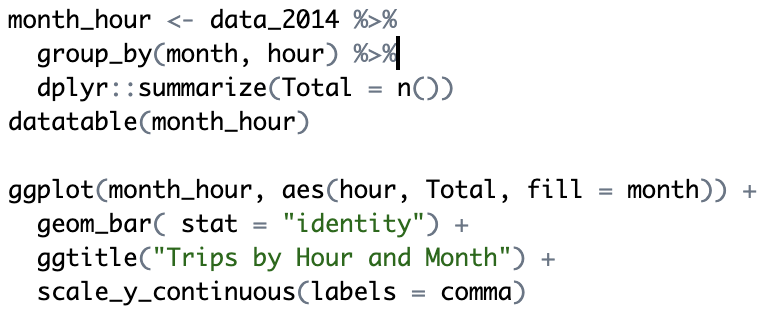 month_hour <- data_2014 %>%
  group_by(month, hour) %>%
  dplyr::summarize(Total = n())
datatable(month_hour)

ggplot(month_hour, aes(hour, Total, fill = month)) +
  geom_bar( stat = "identity") +
  ggtitle("Trips by Hour and Month") +
  scale_y_continuous(labels = comma)